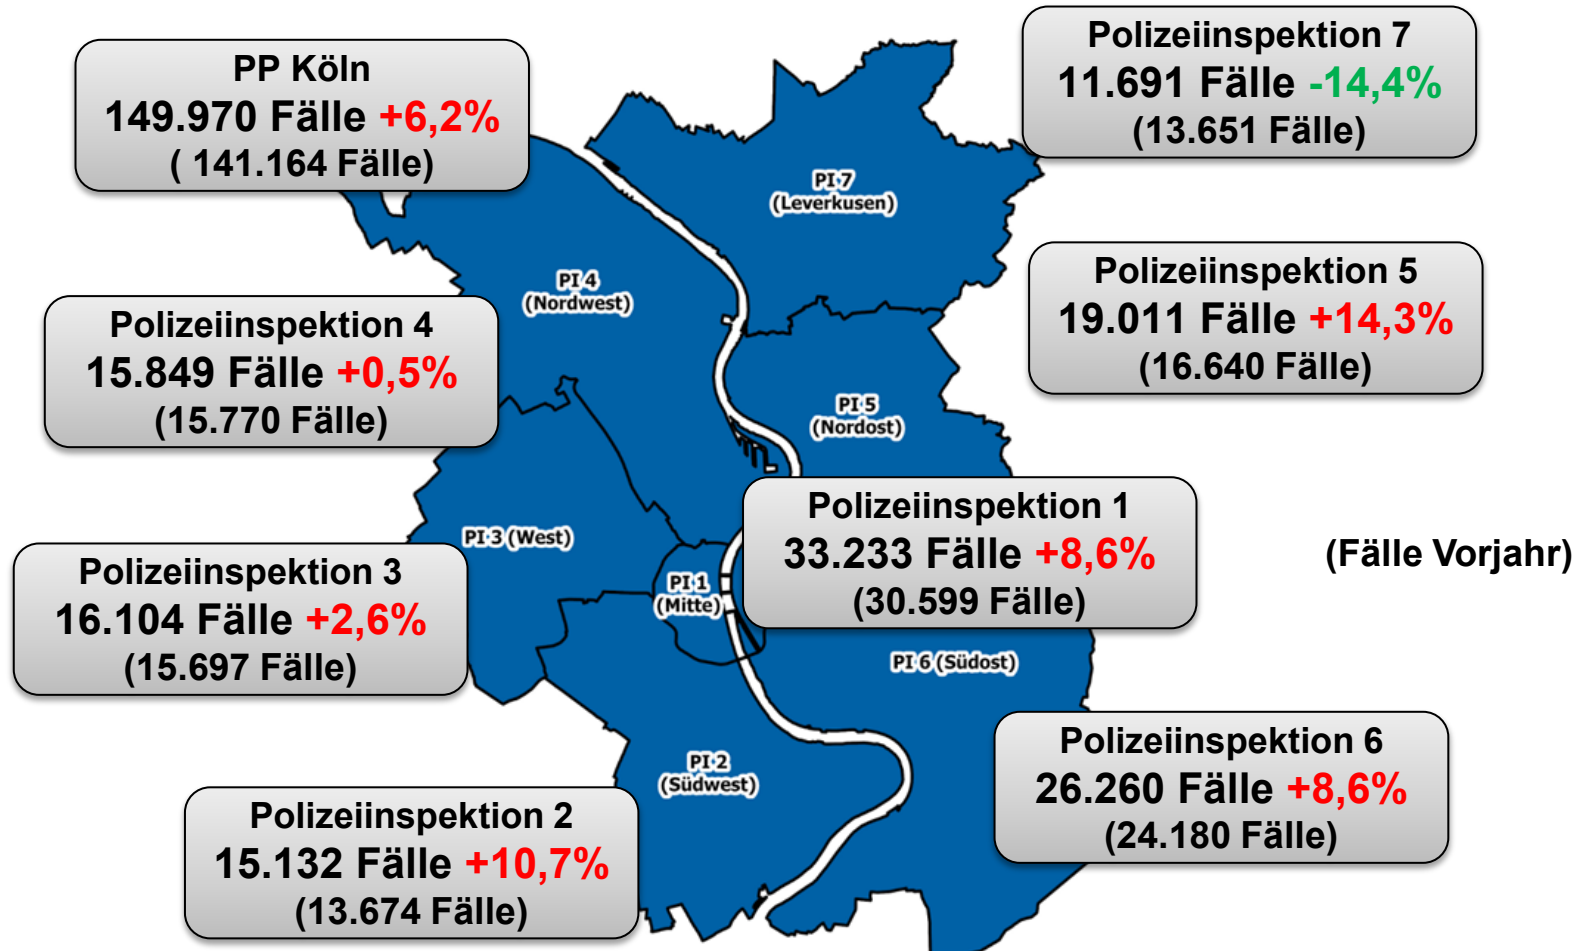 PP Köln
149.970 Fälle +6,2%
( 141.164 Fälle)
Polizeiinspektion 7
11.691 Fälle -14,4%
(13.651 Fälle)
PI 7
(Leverkusen)
Polizeiinspektion 5
19.011 Fälle +14,3%
(16.640 Fälle)
PI 4
(Nordwest)
Polizeiinspektion 4
15.849 Fälle +0,5%
(15.770 Fälle)
PI 5
(Nordost)
Polizeiinspektion 1
33.233 Fälle +8,6%
(30.599 Fälle)
(Fälle Vorjahr)
PI 3 (West)
Polizeiinspektion 3
16.104 Fälle +2,6%
(15.697 Fälle)
PI 1
(Mitte)
PI 6 (Südost)
Polizeiinspektion 6
26.260 Fälle +8,6%
(24.180 Fälle)
PI 2
(Südwest)
Polizeiinspektion 2
15.132 Fälle +10,7%
(13.674 Fälle)